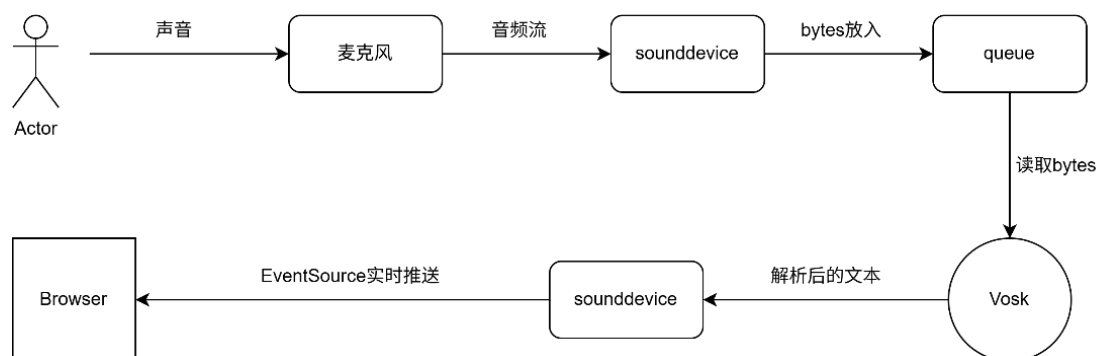 声音
麦克风
音频流
sounddevice
bytes放入
queue
Actor
读取bytes
Browser
EventSource实时推送
sounddevice
解析后的文本
Vosk